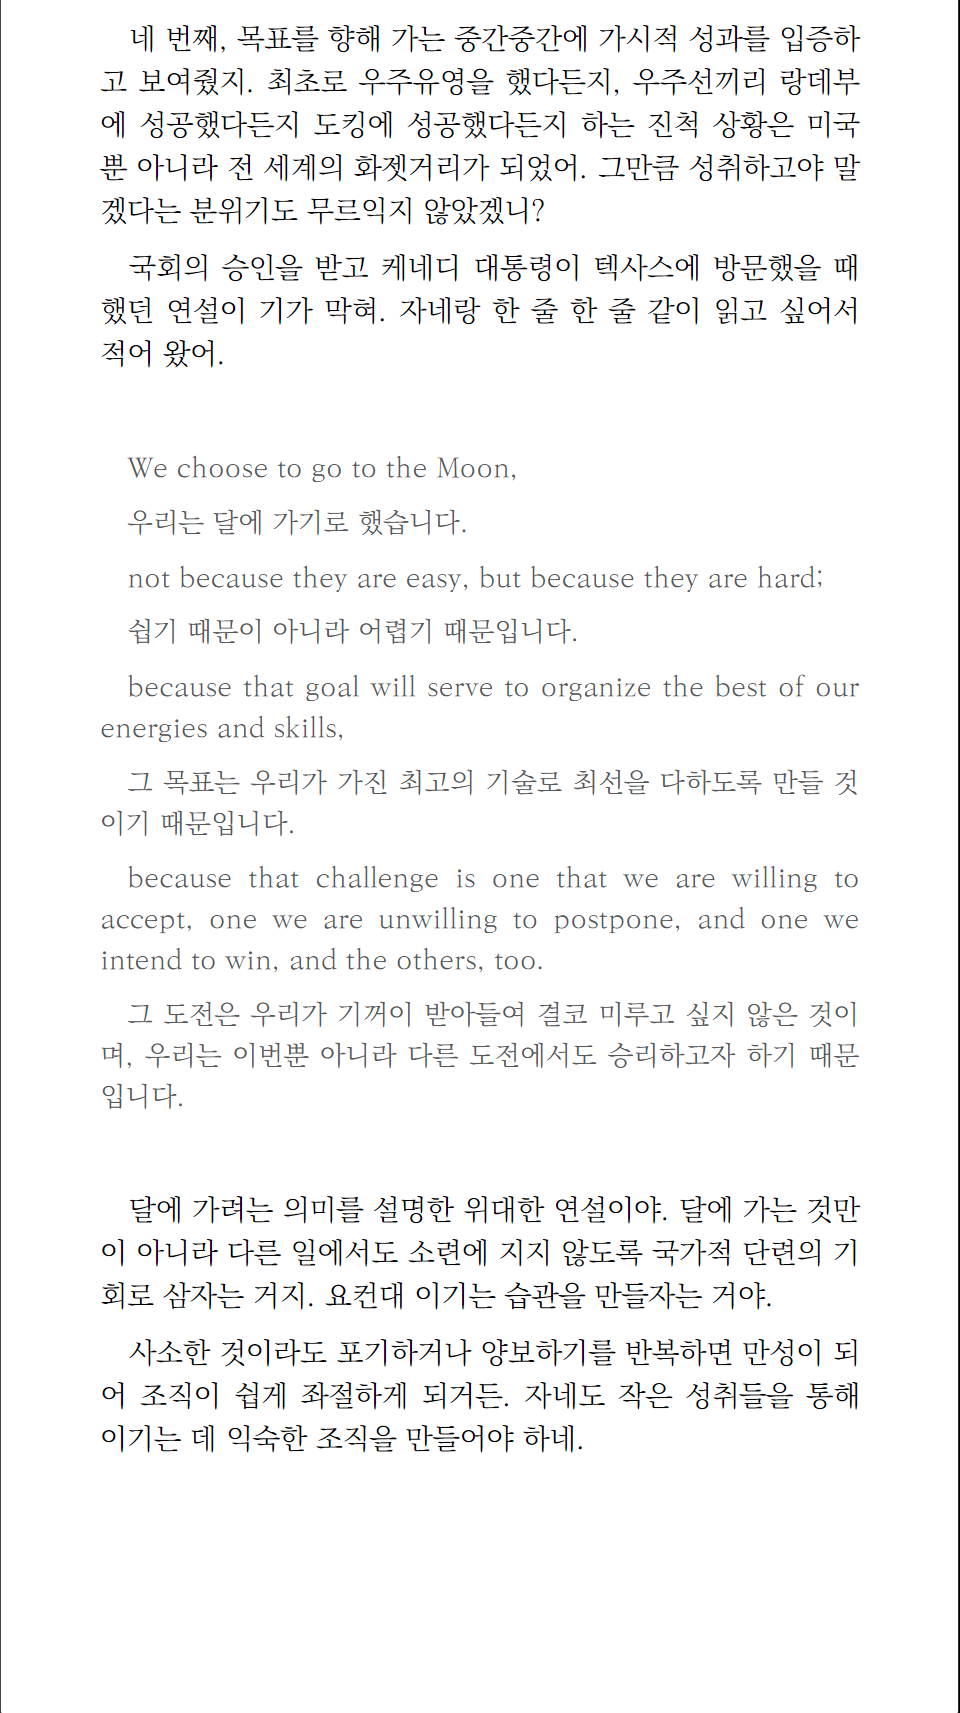 네 번째, 목표를 향해 가는 중간중간에 가시적 성과를 입증하
고 보여줬지. 최초로 우주유영을 했다든지, 우주선끼리 랑데부
에 성공했다든지 도킹에 성공했다든지 하는 진척 상황은 미국
뿐 아니라 전 세계의 화젯거리가 되었어. 그만큼 성취하고야 말
겠다는 분위기도 무르익지 않았겠니?
국회의 승인을 받고 케네디 대통령이 텍사스에 방문했을 때
했던 연설이 기가 막혀. 자네랑 한 줄 한 줄 같이 읽고 싶어서
적어 왔어.
We choose to go to the Moon,
우리는 달에 가기로 했습니다.
not because they are easy, but because they are hard;
쉽기 때문이 아니라 어렵기 때문입니다.
because that goal will serve to organize the best of our
energies and skills,
그 목표는 우리가 가진 최고의 기술로 최선을 다하도록 만들 것
이기 때문입니다.
because that challenge is one that we are willing to
accept, one we are unwilling to postpone, and one we
intend to win, and the others, too.
그 도전은 우리가 기꺼이 받아들여 결코 미루고 싶지 않은 것이
며, 우리는 이번뿐 아니라 다른 도전에서도 승리하고자 하기 때문
입니다.
달에 가려는 의미를 설명한 위대한 연설이야. 달에 가는 것만
이 아니라 다른 일에서도 소련에 지지 않도록 국가적 단련의 기
회로 삼자는 거지. 요컨대 이기는 습관을 만들자는 거야.
사소한 것이라도 포기하거나 양보하기를 반복하면 만성이 되
어 조직이 쉽게 좌절하게 되거든. 자네도 작은 성취들을 통해
이기는 데 익숙한 조직을 만들어야 하네.